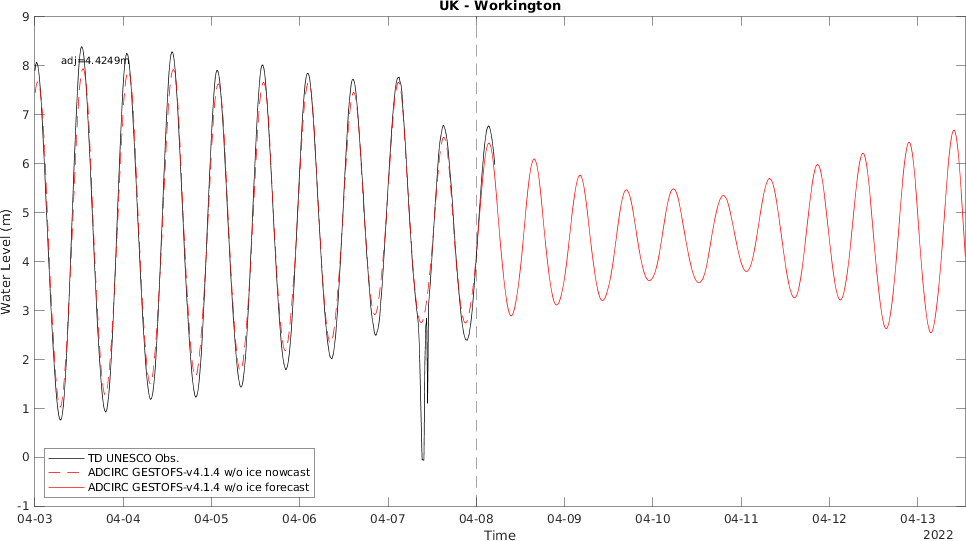 UK - Workington
9
8
7
6
5
4
3
2
1
0
-1
Water Level (m)
adj=4.4249m
TD UNESCO Obs.
ADCIRC GESTOFS-v4.1.4 w/o ice nowcast
ADCIRC GESTOFS-v4.1.4 w/o ice forecast
04-03 04-04 04-05 04-06 04-07 04-08 04-09 04-10 04-11 04-12 04-13
Time
2022